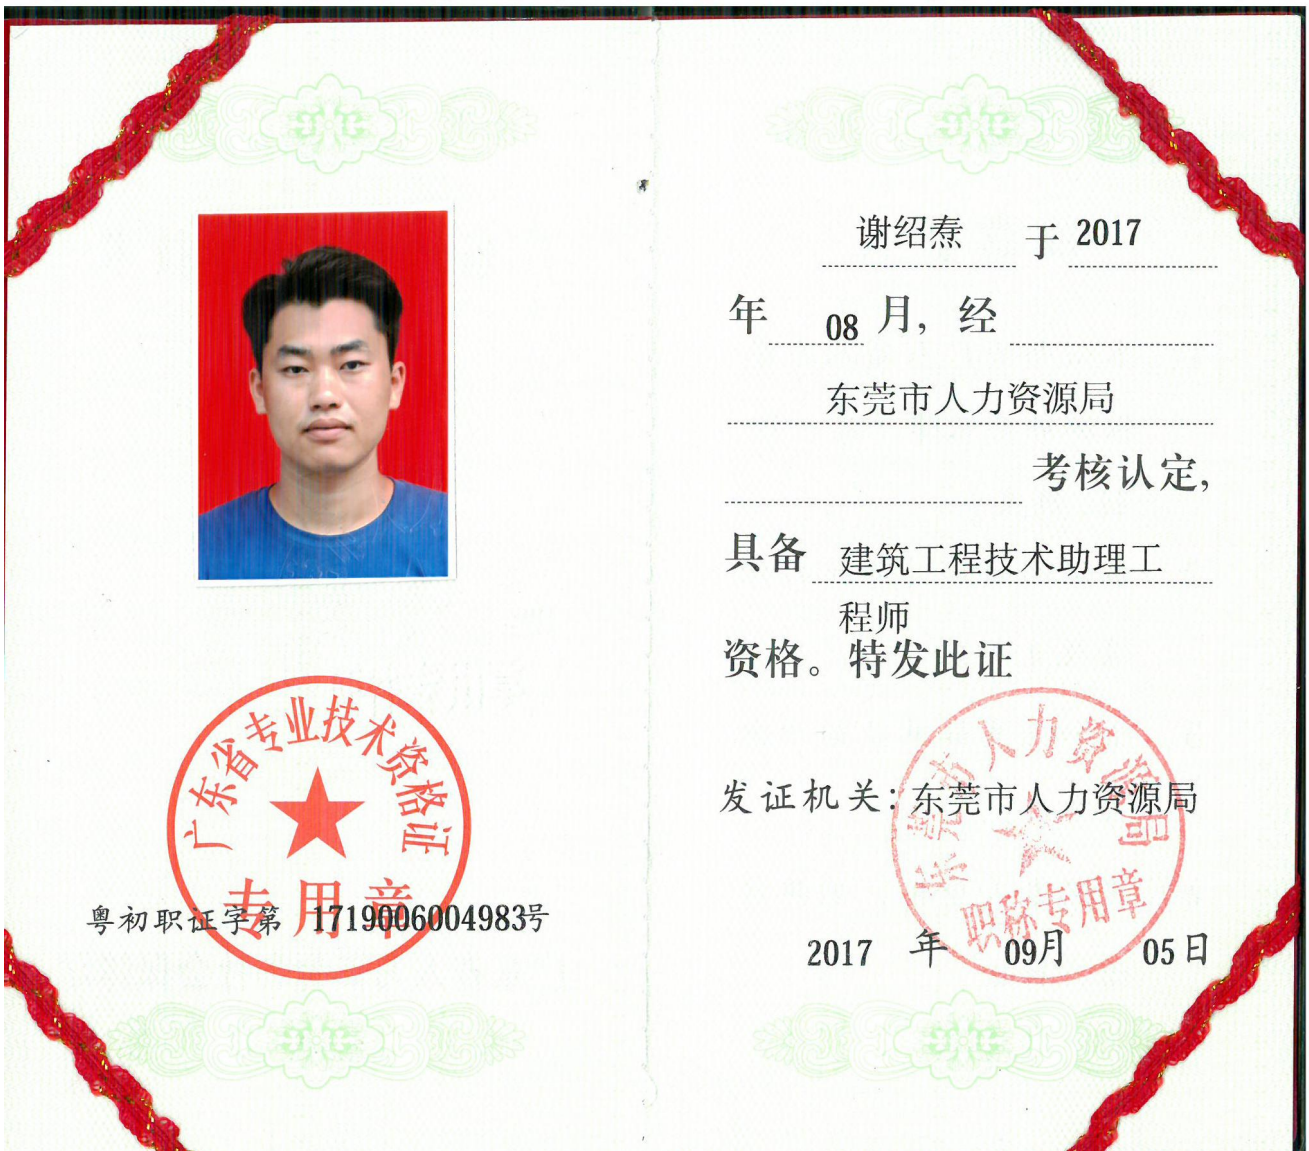 广东省专业技术资格证
专用章
粤初职证字第 1719006004983号
谢绍焘 于 2017
年 08 月, 经
东莞市人力资源局
考核认定,
具备 建筑工程技术助理工
程师
资格。特发此证
发证机关: 东莞市人力资源局
东莞市人力资源局
职称专用章
2017 年 09月 05日